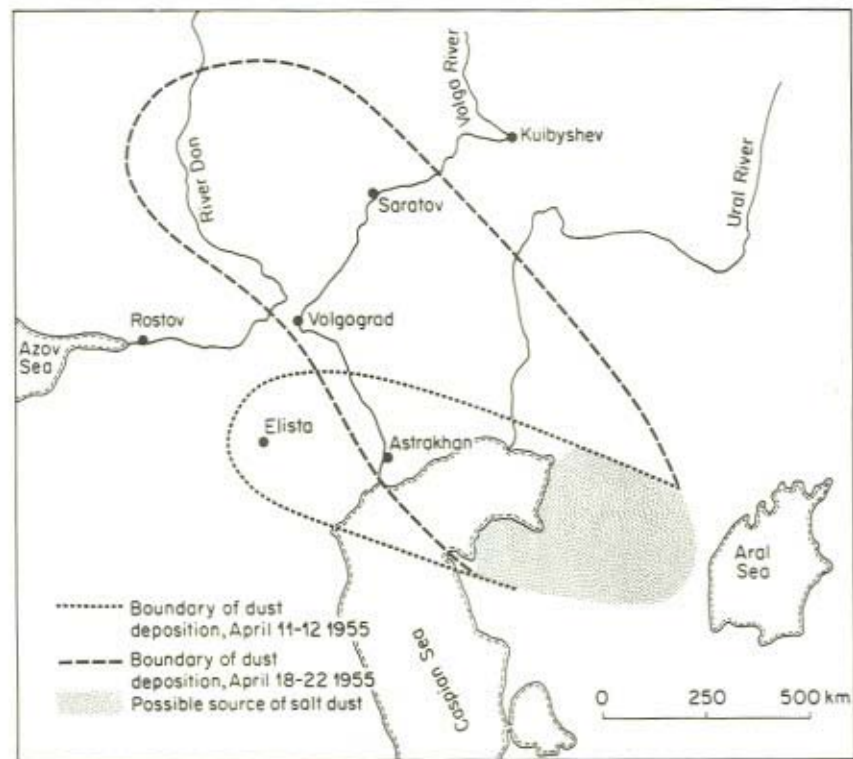 Volga River
Kuibyshev
River Don
Saratov
Ural River
Rostov
Volgograd
Azov
Sea
Elista
Astrakhan
Aral
Sea
Caspian Sea
Boundary of dust
deposition, April 11-12 1955
Boundary of dust
deposition, April 18-22 1955
Possible source of salt dust
0 250 500 km